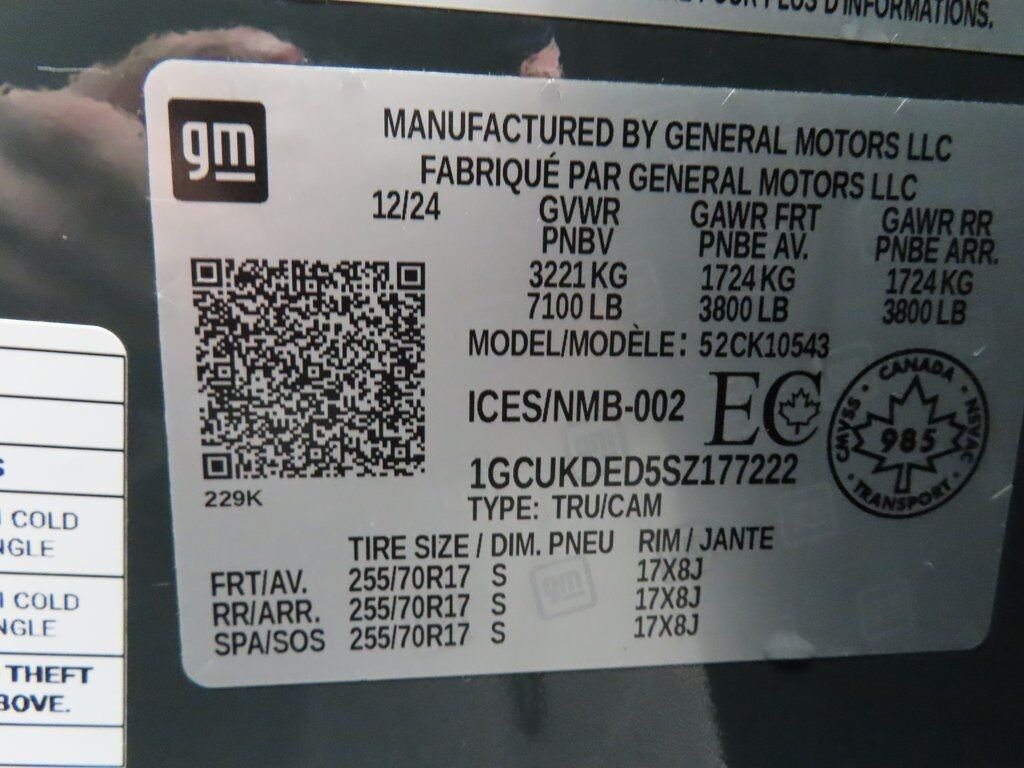 POUR PLUS D'INFORMATIONS.
gm
MANUFACTURED BY GENERAL MOTORS LLC
FABRIQUÉ PAR GENERAL MOTORS LLC
12/24 GVWR GAWR FRT GAWR RR
PNBV PNBE AV. PNBE ARR.
3221 KG 1724 KG 1724 KG
7100 LB 3800 LB 3800 LB
MODEL/MODÈLE: 52CK10543
ICES/NMB-002 EC
CANADA
CMVSS 985 NSVAC
TRANSPORT
1GCUKDED5SZ177222
229K
TYPE: TRU/CAM
TIRE SIZE / DIM. PNEU RIM / JANTE
FRT/AV. 255/70R17 S 17X8J
RR/ARR. 255/70R17 S 17X8J
SPA/SOS 255/70R17 S 17X8J
COLD
COLD
THEFT